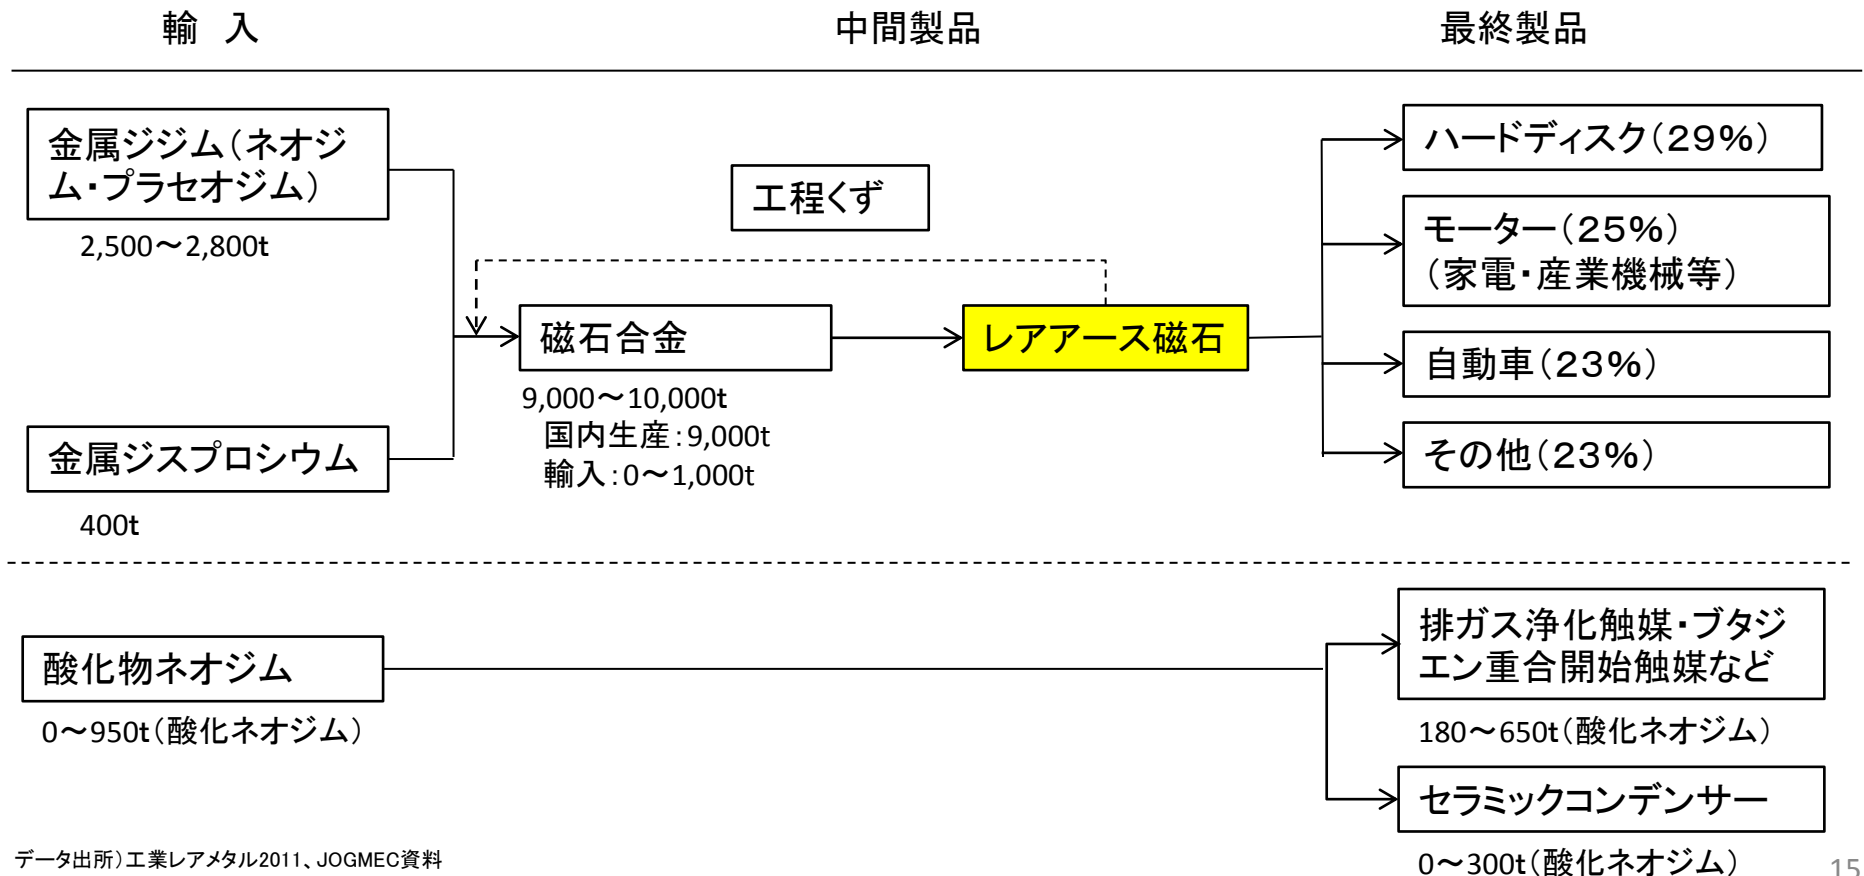 輸　入
中間製品
最終製品
金属ジジム（ネオジ
ム・プラセオジム）
2,500～2,800t
工程くず
ハードディスク（29%）
モーター（25%）
（家電・産業機械等）
磁石合金
レアアース磁石
自動車（23%）
9,000～10,000t
国内生産：9,000t
輸入：0～1,000t
金属ジスプロシウム
400t
その他（23%）
酸化物ネオジム
0～950t（酸化ネオジム）
排ガス浄化触媒・ブタジ
エン重合開始触媒など
180～650t（酸化ネオジム）
セラミックコンデンサー
0～300t（酸化ネオジム）
データ出所）工業レアメタル2011、JOGMEC資料
15